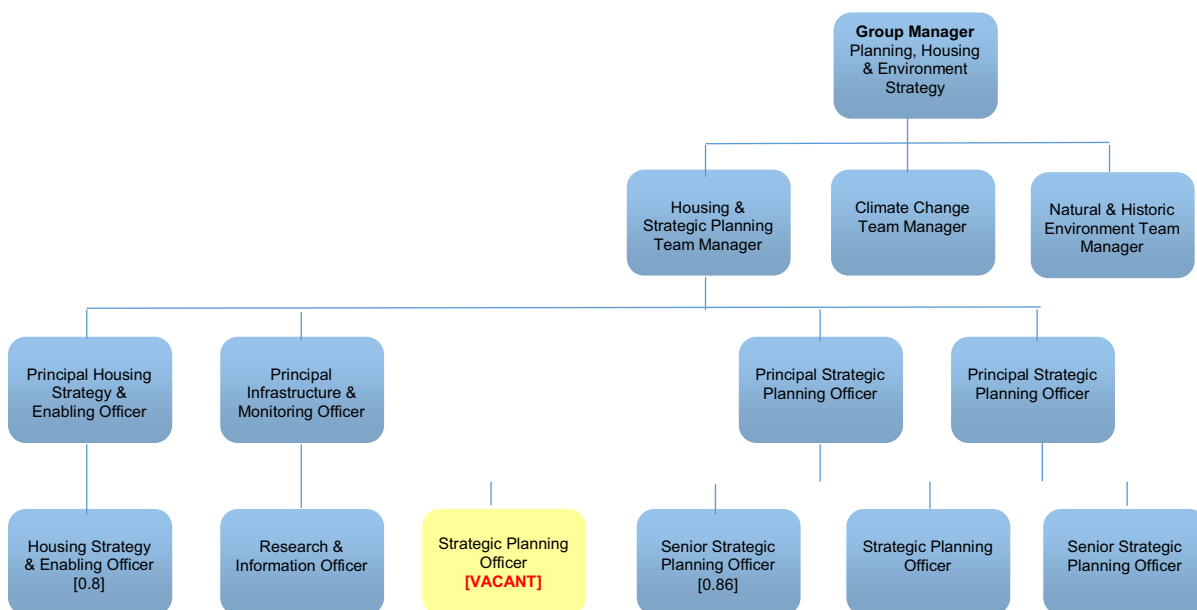 Group Manager
Planning, Housing
& Environment
Strategy
Housing &
Strategic Planning
Team Manager
Climate Change
Team Manager
Natural & Historic
Environment Team
Manager
Principal Housing
Strategy &
Enabling Officer
Principal
Infrastructure &
Monitoring Officer
Principal Strategic
Planning Officer
Principal Strategic
Planning Officer
Housing Strategy
& Enabling Officer
[0.8]
Research &
Information Officer
Strategic Planning
Officer
[VACANT]
Senior Strategic
Planning Officer
[0.86]
Strategic Planning
Officer
Senior Strategic
Planning Officer